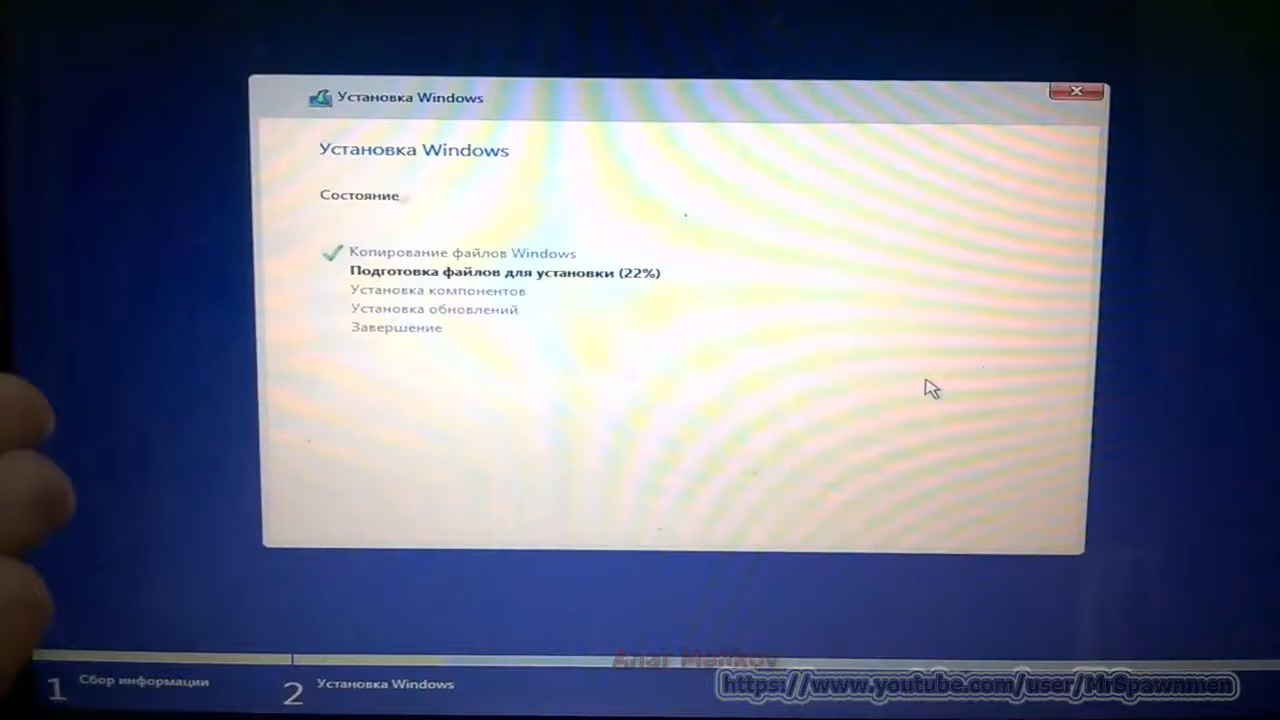 Установка Windows
Установка Windows
Состояние
Копирование файлов Windows
Подготовка файлов для установки (22%)
Установка компонентов
Установка обновлений
Завершение
1 Сбор информации
2 Установка Windows
https://www.youtube.com/user/MrSpawnmen